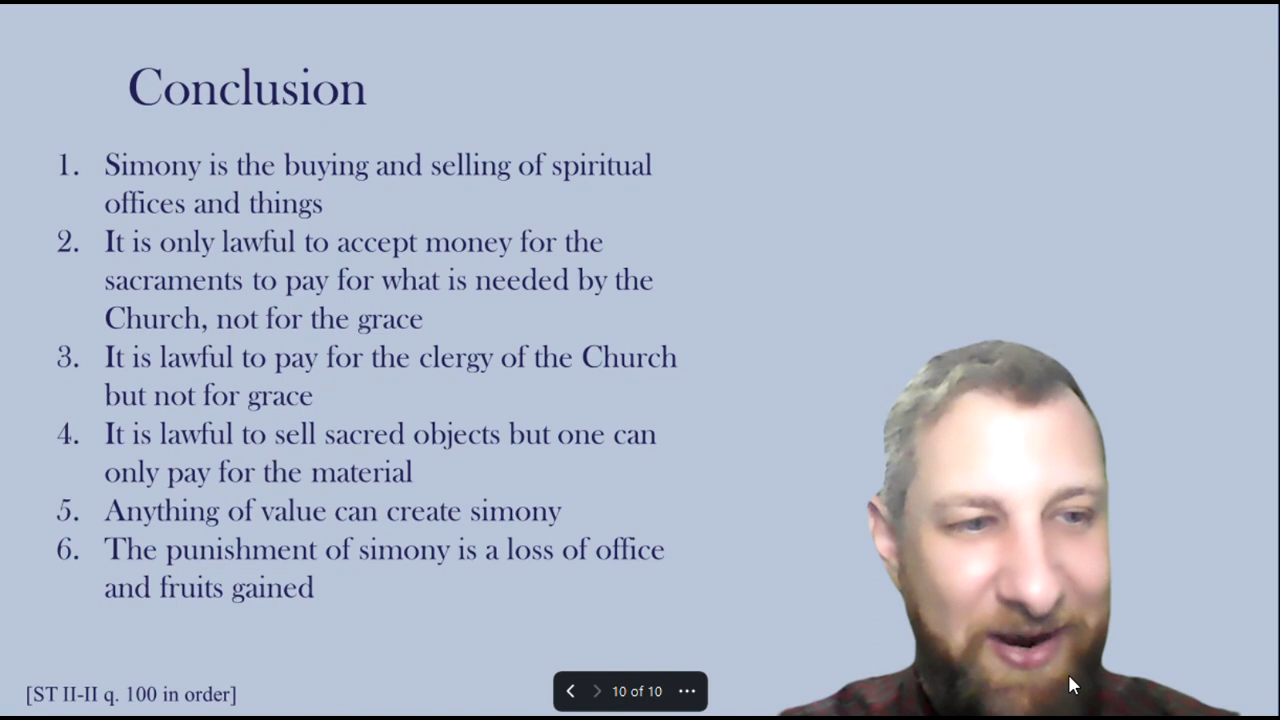 Conclusion
1. Simony is the buying and selling of spiritual
offices and things
2. It is only lawful to accept money for the
sacraments to pay for what is needed by the
Church, not for the grace
3. It is lawful to pay for the clergy of the Church
but not for grace
4. It is lawful to sell sacred objects but one can
only pay for the material
5. Anything of value can create simony
6. The punishment of simony is a loss of office
and fruits gained
[ST II-II q. 100 in order]
10 of 10